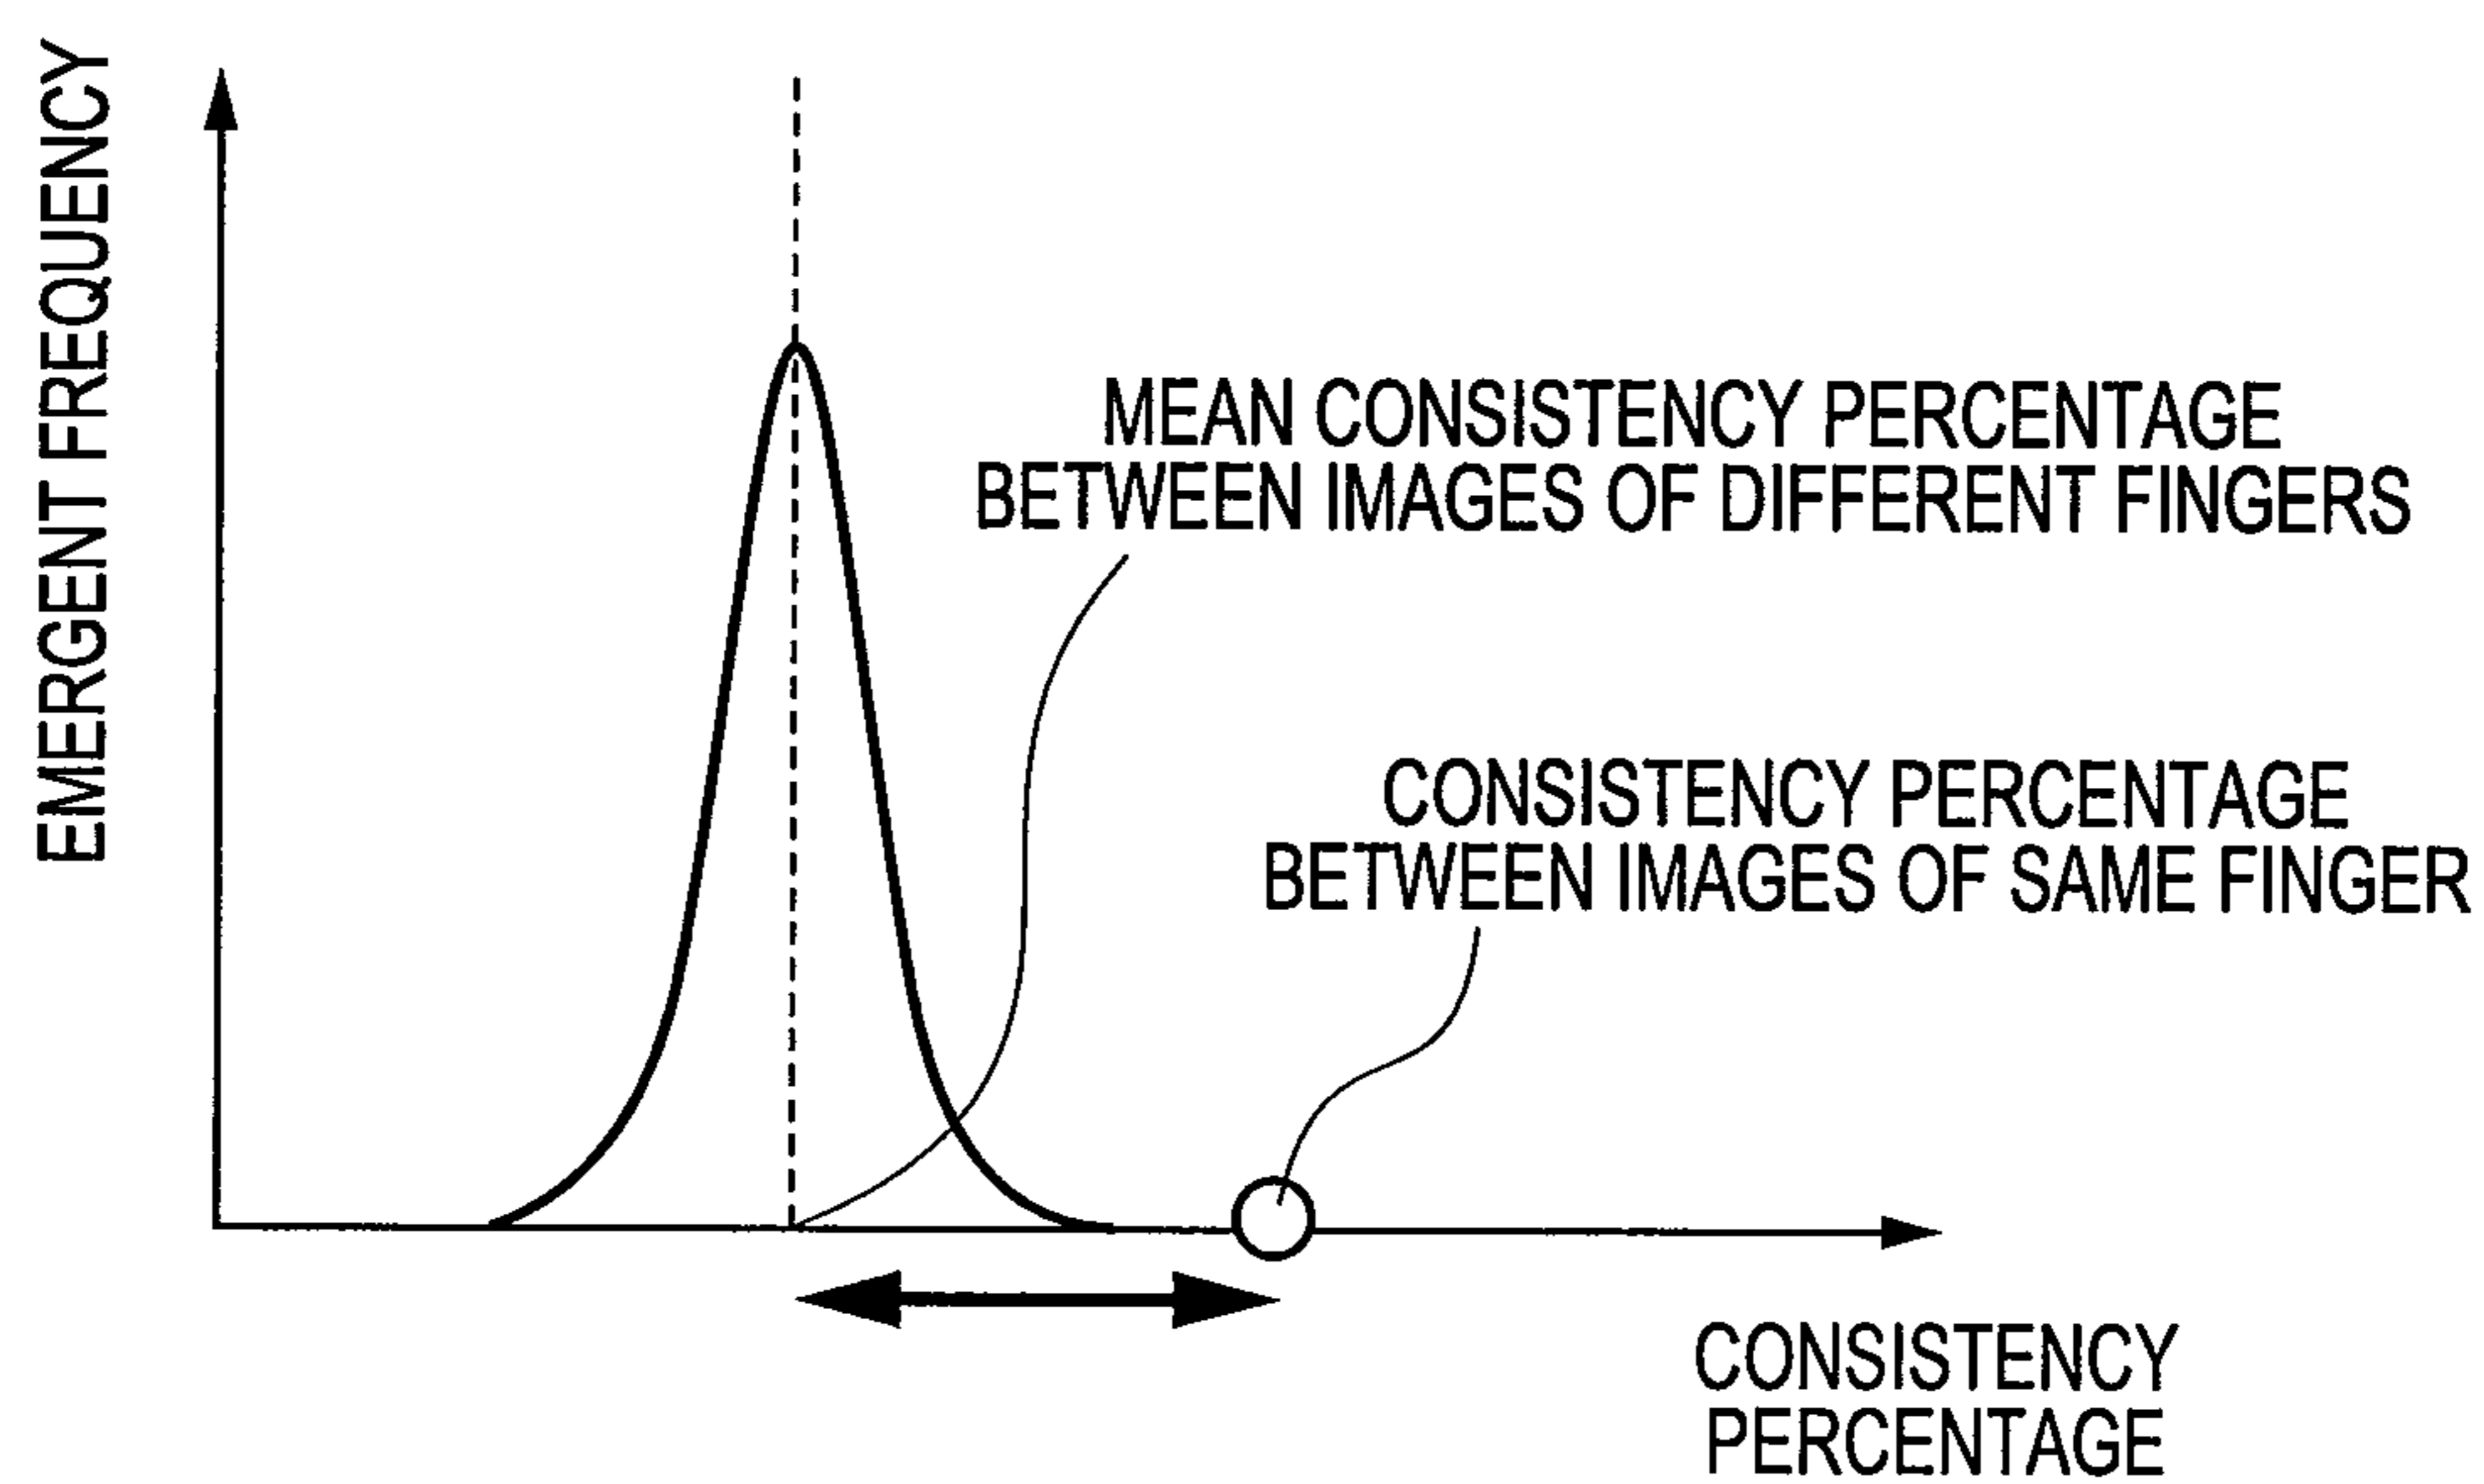 EMERGENT FREQUENCY
MEAN CONSISTENCY PERCENTAGE
BETWEEN IMAGES OF DIFFERENT FINGERS
CONSISTENCY PERCENTAGE
BETWEEN IMAGES OF SAME FINGER
CONSISTENCY
PERCENTAGE